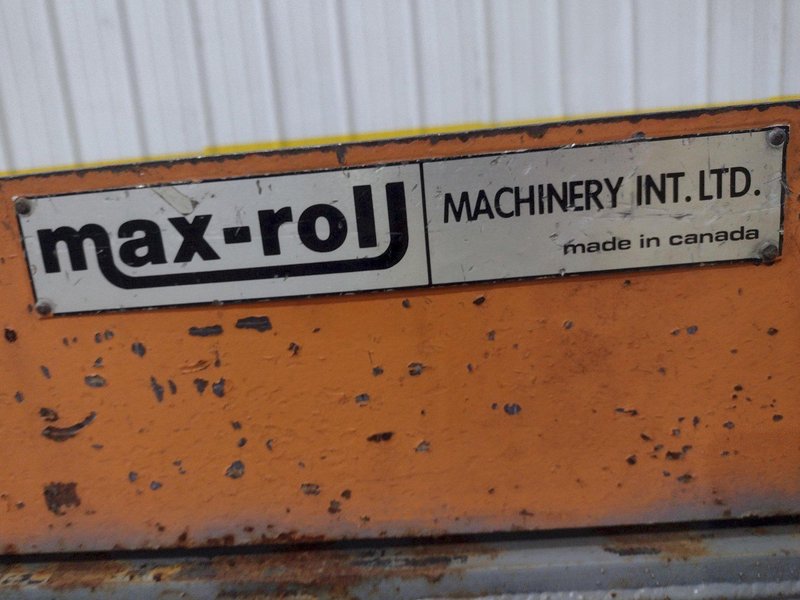 max-roll
MACHINERY INT. LTD.
made in canada